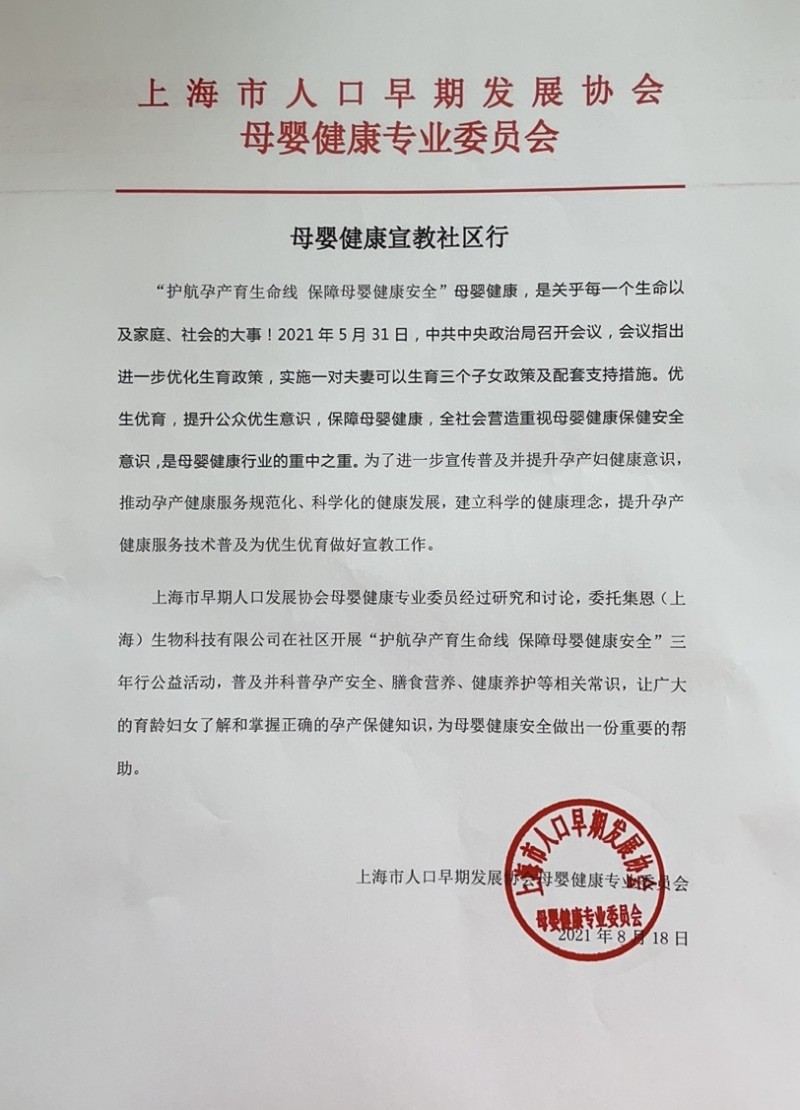 上海市人口早期发展协会
母婴健康专业委员会
母婴健康宣教社区行
“护航孕产育生命线 保障母婴健康安全”母婴健康，是关乎每一个生命以
及家庭、社会的大事！2021年5月31日，中共中央政治局召开会议，会议指出
进一步优化生育政策，实施一对夫妻可以生育三个子女政策及配套支持措施。优
生优育，提升公众优生意识，保障母婴健康，全社会营造重视母婴健康保健安全
意识，是母婴健康行业的重中之重。为了进一步宣传普及并提升孕产妇健康意识，
推动孕产健康服务规范化、科学化的健康发展，建立科学的健康理念，提升孕产
健康服务技术普及为优生优育做好宣教工作。
上海市早期人口发展协会母婴健康专业委员经过研究和讨论，委托集恩（上
海）生物科技有限公司在社区开展“护航孕产育生命线 保障母婴健康安全”三
年行公益活动，普及并科普孕产安全、膳食营养、健康养护等相关常识，让广大
的育龄妇女了解和掌握正确的孕产保健知识，为母婴健康安全做出一份重要的帮
助。
上海市人口早期发展协会母婴健康专业委员会
2021年8月18日
上海市人口早期发展协会
母婴健康专业委员会